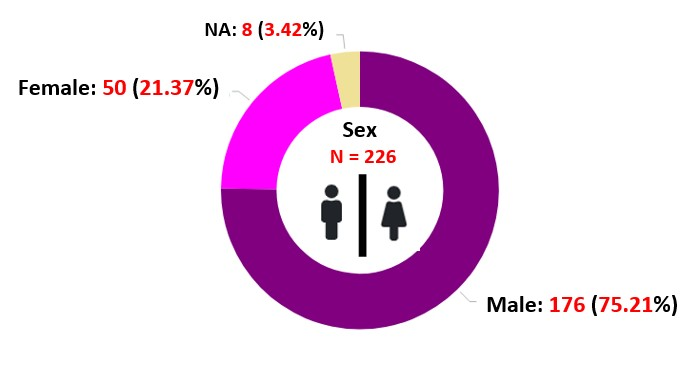 NA: 8 (3.42%)
Female: 50 (21.37%)
Sex
N = 226
Male: 176 (75.21%)